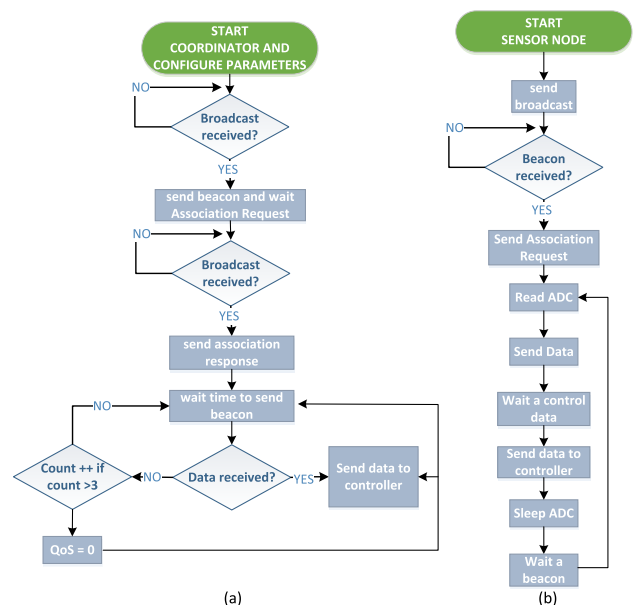 START
COORDINATOR AND
CONFIGURE PARAMETERS
NO
Broadcast
received?
YES
send beacon and wait
Association Request
NO
Broadcast
received?
YES
send association
response
wait time to send
beacon
NO
Count ++ if
count >3
NO
Data received?
YES
Send data to
controller
QoS = 0
(a)
START
SENSOR NODE
send
broadcast
NO
Beacon
received?
YES
Send Association
Request
Read ADC
Send Data
Wait a control
data
Send data to
controller
Sleep ADC
Wait a
beacon
(b)